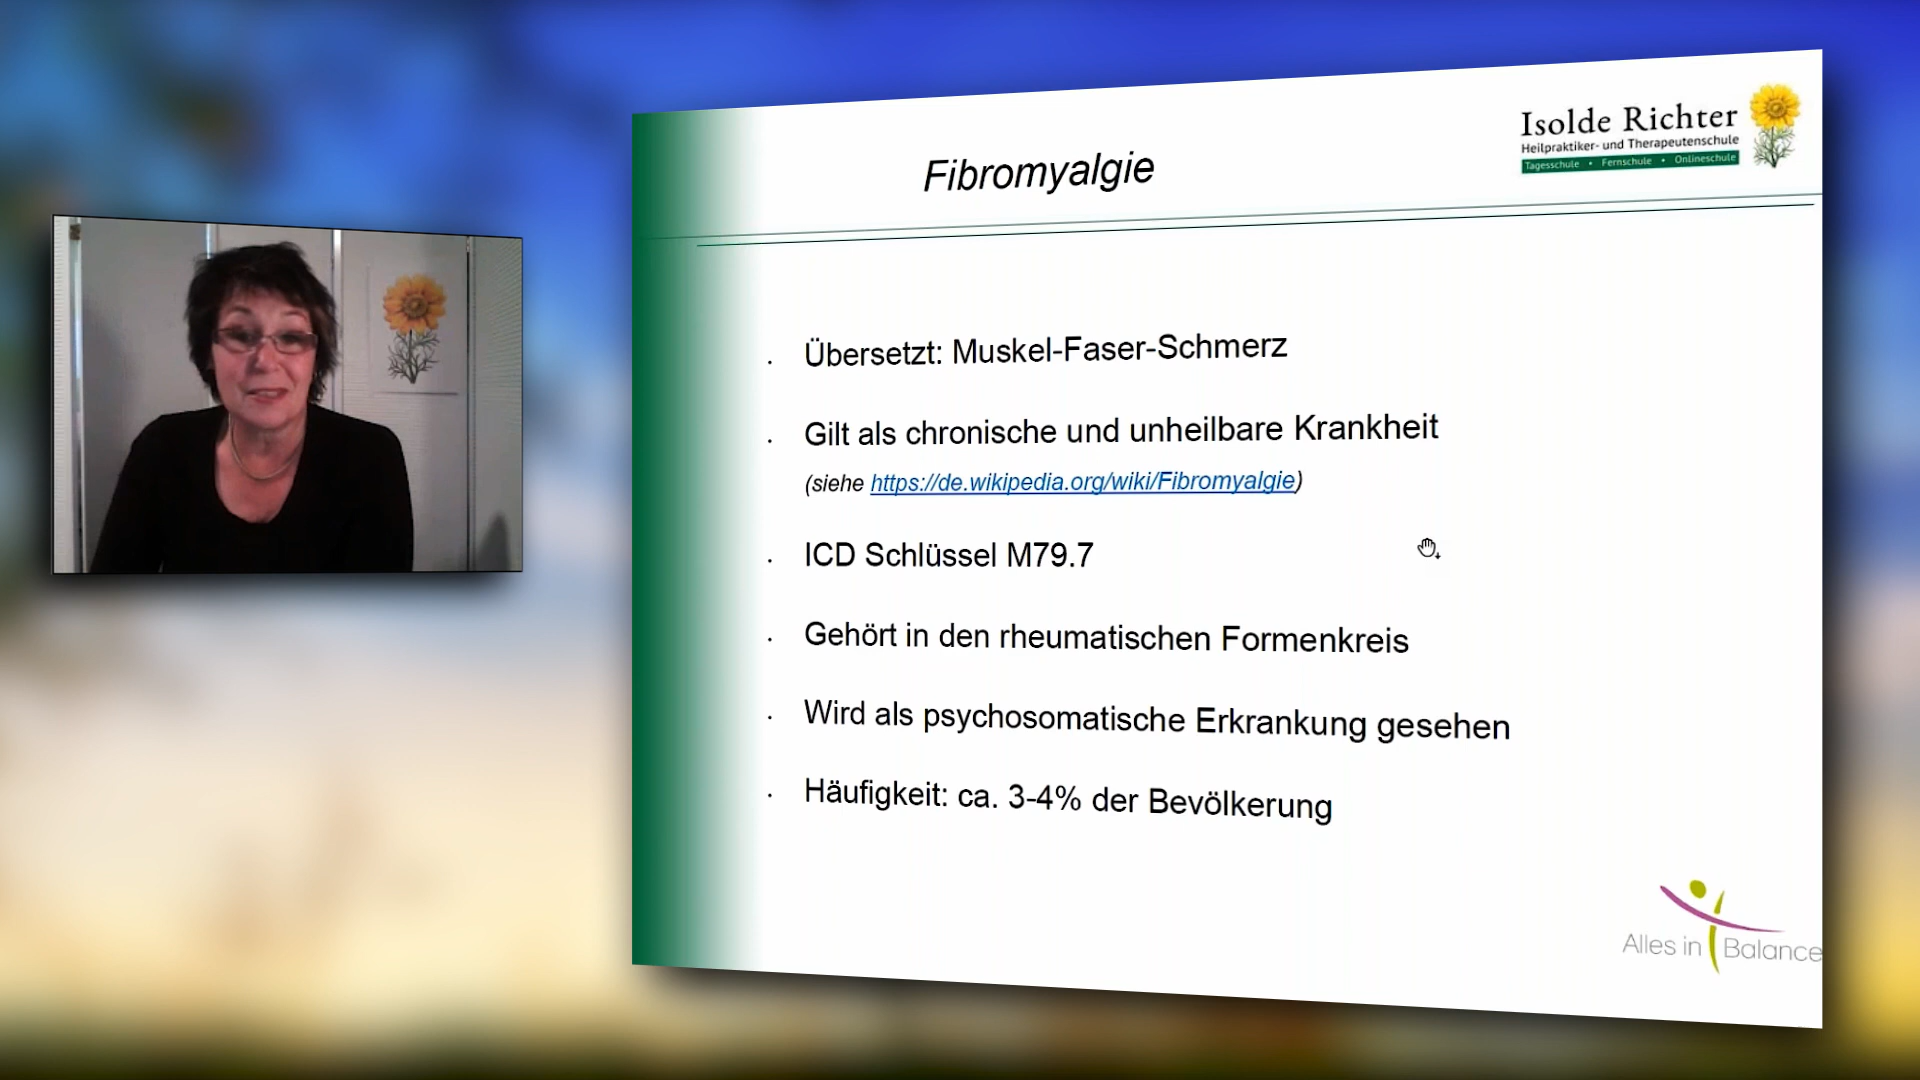 Fibromyalgie
Isolde Richter
Heilpraktiker- und Therapeutenschule
Tagesschule • Fernschule • Onlineschule
. Übersetzt: Muskel-Faser-Schmerz
. Gilt als chronische und unheilbare Krankheit
(siehe https://de.wikipedia.org/wiki/Fibromyalgie)
. ICD Schlüssel M79.7
. Gehört in den rheumatischen Formenkreis
. Wird als psychosomatische Erkrankung gesehen
. Häufigkeit: ca. 3-4% der Bevölkerung
Alles in Balance